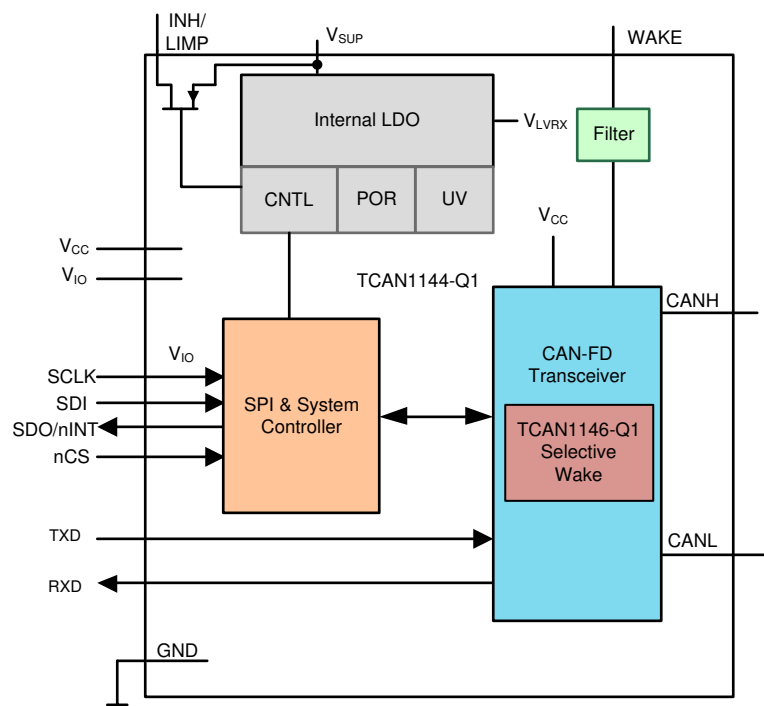 INH/
LIMP
VSUP
WAKE
Internal LDO
VLVRX
Filter
CNTL
POR
UV
VCC
VCC
VIO
TCAN1144-Q1
CANH
VIO
CAN-FD
Transceiver
SCLK
SDI
SPI & System
Controller
SDO/nINT
nCS
TCAN1146-Q1
Selective
Wake
TXD
CANL
RXD
GND